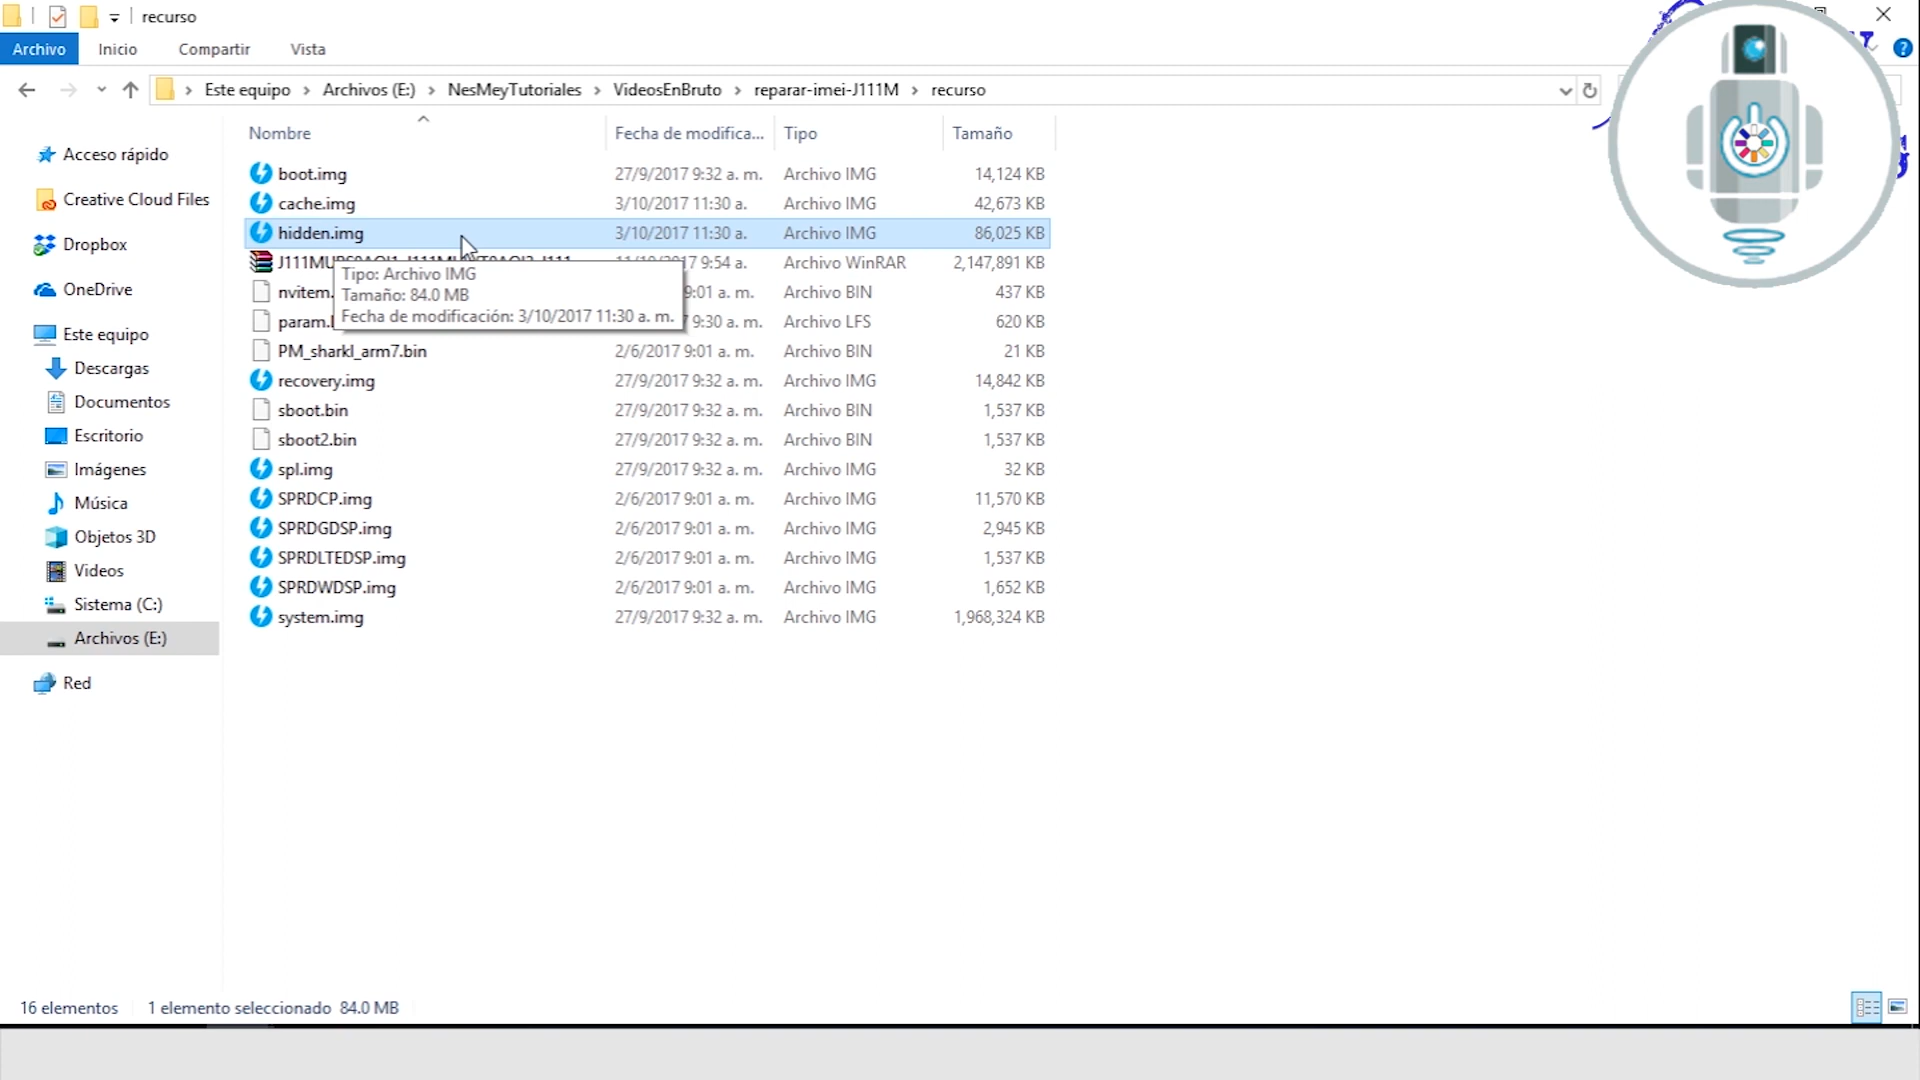 recurso
Archivo Inicio Compartir Vista
Este equipo Archivos (E:) NesMeyTutoriales VideosEnBruto reparar-imei-J111M recurso
Nombre Fecha de modifica... Tipo Tamaño
Acceso rápido
Creative Cloud Files
Dropbox
OneDrive
Este equipo
Descargas
Documentos
Escritorio
Imágenes
Música
Objetos 3D
Videos
Sistema (C:)
Archivos (E:)
Red
boot.img 27/9/2017 9:32 a. m. Archivo IMG 14,124 KB
cache.img 3/10/2017 11:30 a. Archivo IMG 42,673 KB
hidden.img 3/10/2017 11:30 a. Archivo IMG 86,025 KB
9:54 a. Archivo WinRAR 2,147,891 KB
nvitem. 9:01 a. m. Archivo BIN 437 KB
param. 9:30 a. m. Archivo LFS 620 KB
Tipo: Archivo IMG
Tamaño: 84.0 MB
Fecha de modificación: 3/10/2017 11:30 a. m.
PM_sharkl_arm7.bin 2/6/2017 9:01 a. m. Archivo BIN 21 KB
recovery.img 27/9/2017 9:32 a. m. Archivo IMG 14,842 KB
sboot.bin 27/9/2017 9:32 a. m. Archivo BIN 1,537 KB
sboot2.bin 27/9/2017 9:32 a. m. Archivo BIN 1,537 KB
spl.img 27/9/2017 9:32 a. m. Archivo IMG 32 KB
SPRDCP.img 2/6/2017 9:01 a. m. Archivo IMG 11,570 KB
SPRDGDSP.img 2/6/2017 9:01 a. m. Archivo IMG 2,945 KB
SPRDLTEDSP.img 2/6/2017 9:01 a. m. Archivo IMG 1,537 KB
SPRDWDSP.img 2/6/2017 9:01 a. m. Archivo IMG 1,652 KB
system.img 27/9/2017 9:32 a. m. Archivo IMG 1,968,324 KB
16 elementos 1 elemento seleccionado 84.0 MB